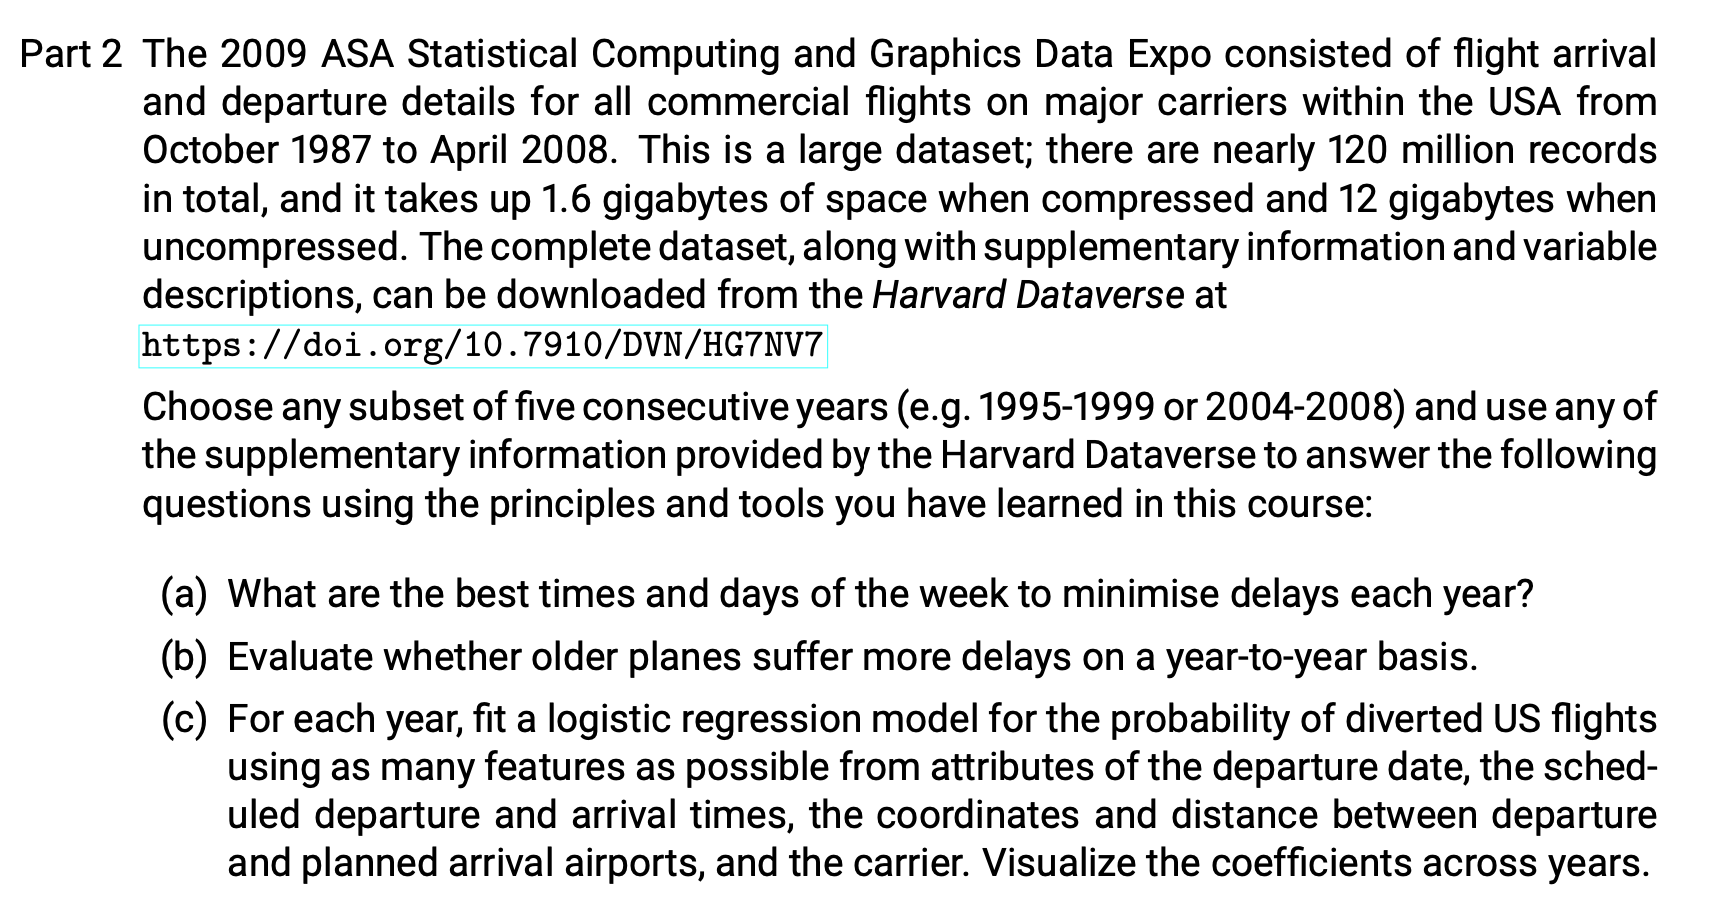 Part 2 The 2009 ASA Statistical Computing and Graphics Data Expo consisted of flight arrival
and departure details for all commercial flights on major carriers within the USA from
October 1987 to April 2008. This is a large dataset; there are nearly 120 million records
in total, and it takes up 1.6 gigabytes of space when compressed and 12 gigabytes when
uncompressed. The complete dataset, along with supplementary information and variable
descriptions, can be downloaded from the Harvard Dataverse at
https://doi.org/10.7910/DVN/HG7NV7
Choose any subset of five consecutive years (e.g. 1995-1999 or 2004-2008) and use any of
the supplementary information provided by the Harvard Dataverse to answer the following
questions using the principles and tools you have learned in this course:
(a) What are the best times and days of the week to minimise delays each year?
(b) Evaluate whether older planes suffer more delays on a year-to-year basis.
(c) For each year, fit a logistic regression model for the probability of diverted US flights
using as many features as possible from attributes of the departure date, the sched-
uled departure and arrival times, the coordinates and distance between departure
and planned arrival airports, and the carrier. Visualize the coefficients across years.